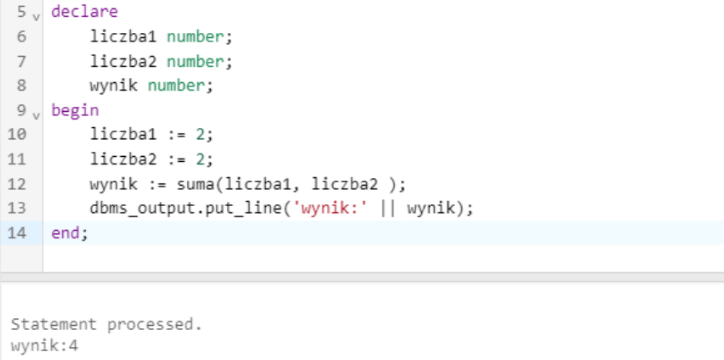 5 declare
6 liczba1 number;
7 liczba2 number;
8 wynik number;
9 begin
10 liczba1 := 2;
11 liczba2 := 2;
12 wynik := suma(liczba1, liczba2 );
13 dbms_output.put_line('wynik:' || wynik);
14 end;
Statement processed.
wynik:4